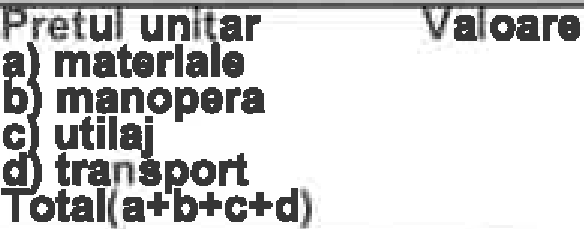 Pretul unitar Valoare
a) materiale
b) manopera
c) utilaj
d) transport
Total(a+b+c+d)